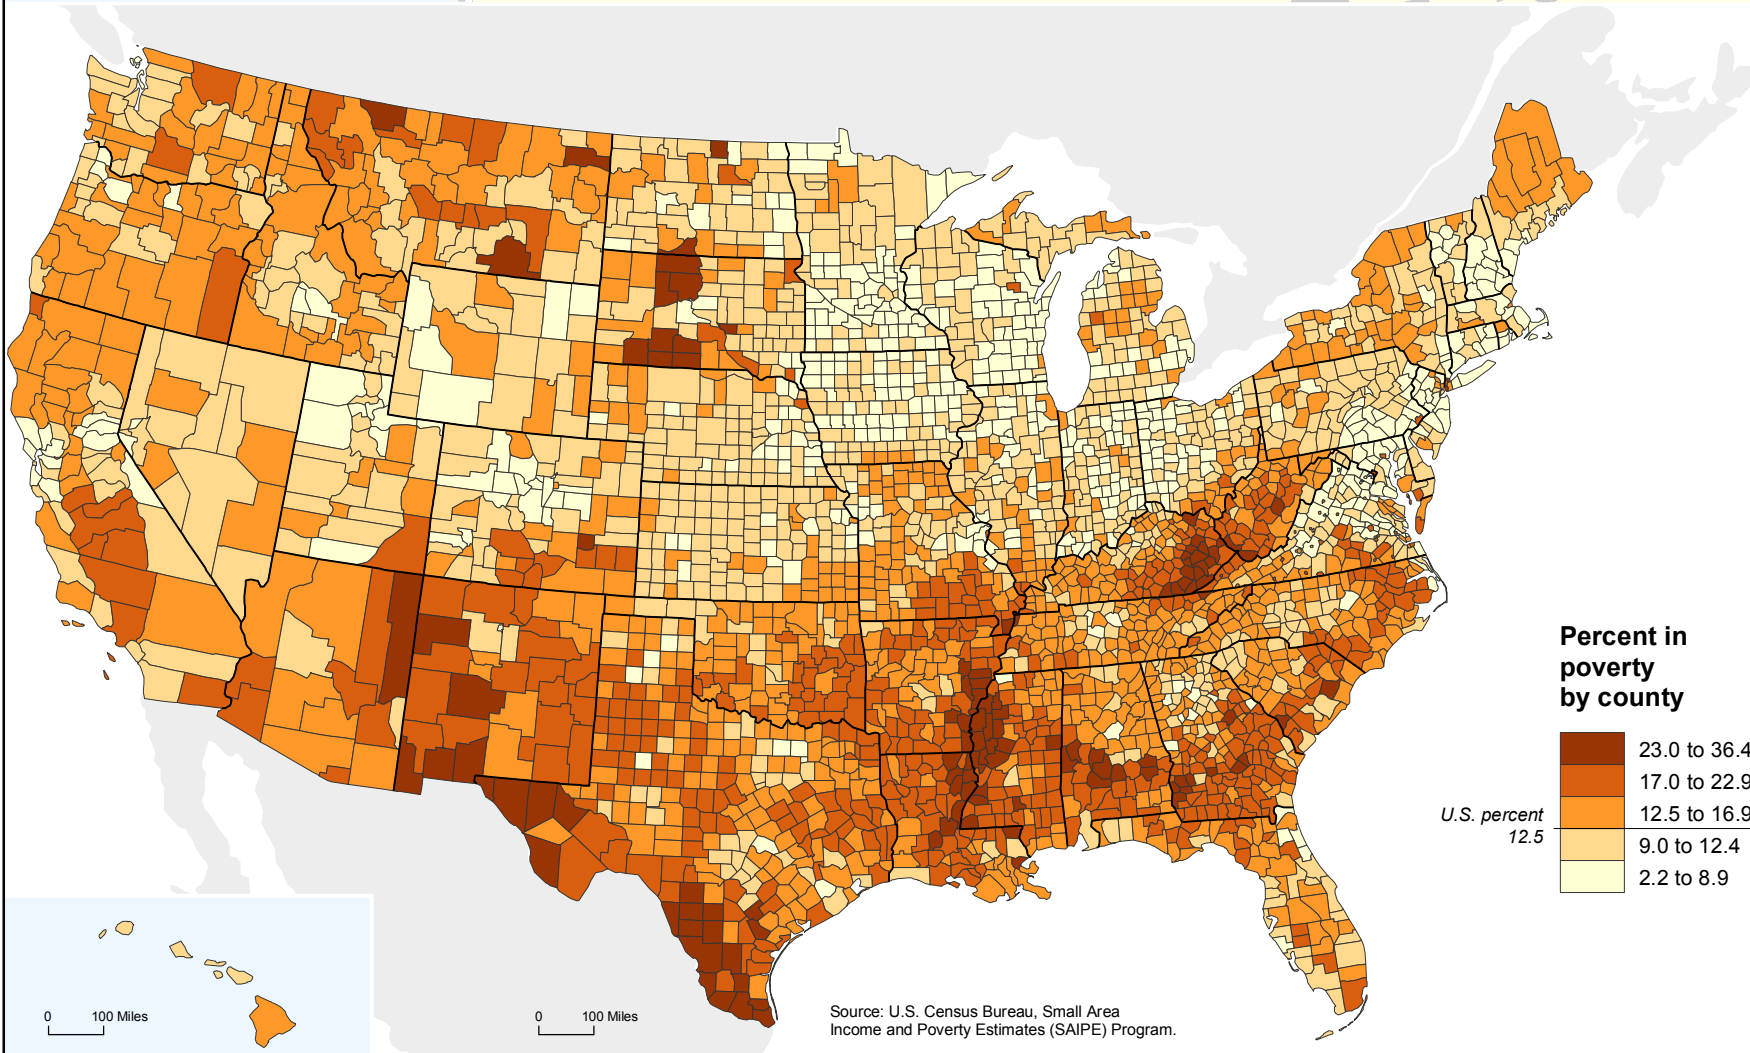 Percent in
poverty
by county
23.0 to 36.4
17.0 to 22.9
12.5 to 16.9
9.0 to 12.4
2.2 to 8.9
U.S. percent
12.5
0 100 Miles
0 100 Miles
Source: U.S. Census Bureau, Small Area
Income and Poverty Estimates (SAIPE) Program.